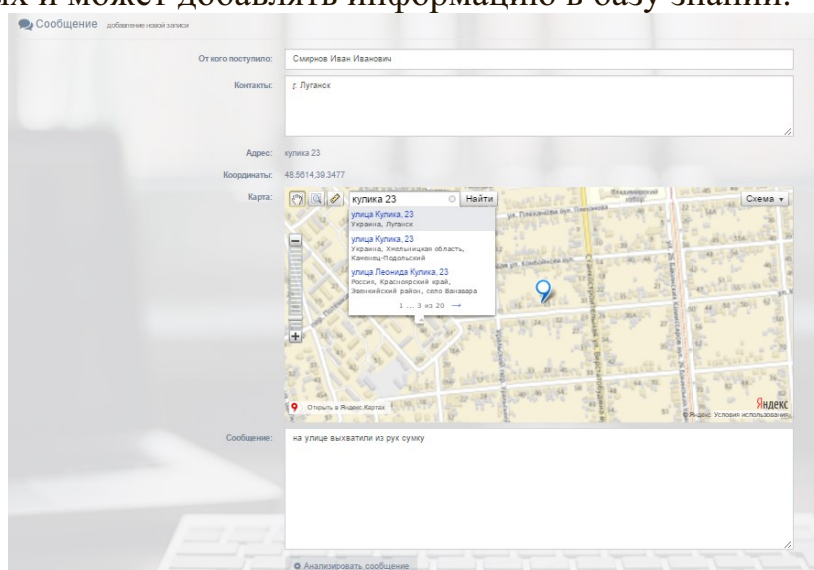 ых и может добавлять информацию в базу знаний.
Сообщение добавление новой записи
От кого поступило: Смирнов Иван Иванович
Контакты: г. Луганск
Адрес: кулика 23
Координаты: 48.5614,39.3477
Карта:
кулика 23 Найти
Схема
улица Кулика, 23
Украина, Луганск
улица Кулика, 23
Украина, Хмельницкая область,
Каменец-Подольский
улица Леонида Кулика, 23
Россия, Красноярский край,
Эвенкийский район, село Ванавара
1 ... 3 из 20 →
Открыть в Яндекс.Картах
Яндекс
© Яндекс Условия использования
Сообщение: на улице выхватили из рук сумку
Анализировать сообщение